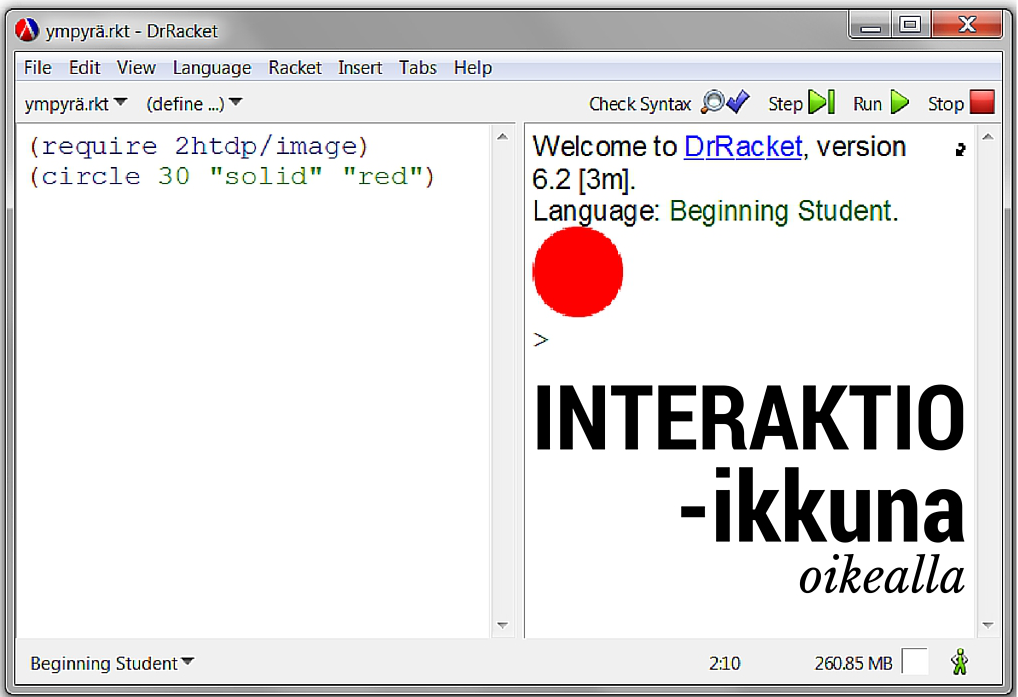 ympyrä.rkt - DrRacket
File Edit View Language Racket Insert Tabs Help
ympyrä.rkt (define ...) Check Syntax Step Run Stop
(require 2htdp/image)
(circle 30 "solid" "red")
Welcome to DrRacket, version
6.2 [3m].
Language: Beginning Student.
>
INTERAKTIO
-ikkuna
oikealla
Beginning Student 2:10 260.85 MB